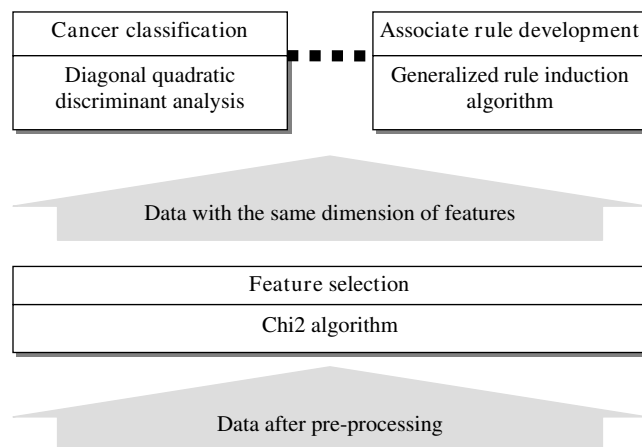 Cancer classification
Diagonal quadratic
discriminant analysis
Associate rule development
Generalized rule induction
algorithm
Data with the same dimension of features
Feature selection
Chi2 algorithm
Data after pre-processing